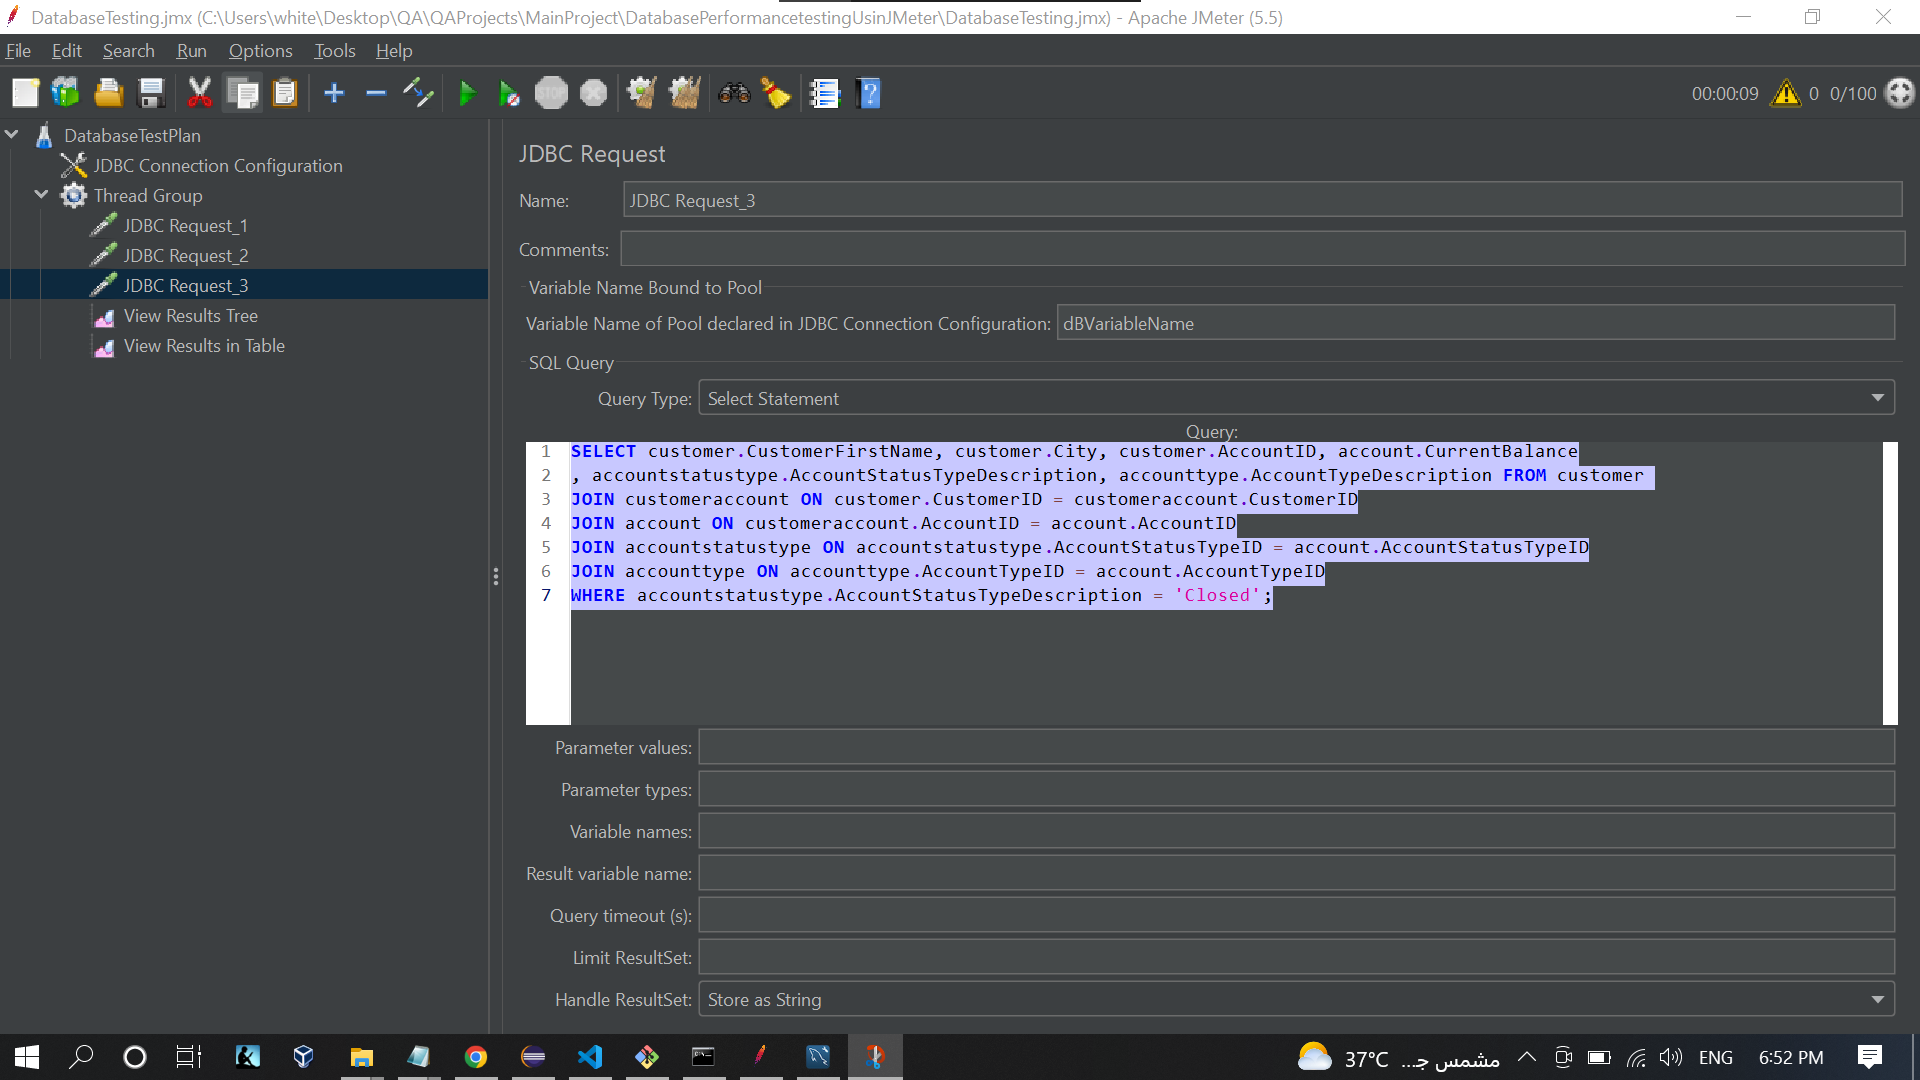 DatabaseTesting.jmx (C:\Users\white\Desktop\QA\QAProjects\MainProject\DatabasePerformancetestingUsinJMeter\DatabaseTesting.jmx) - Apache JMeter (5.5)
File Edit Search Run Options Tools Help
STOP
00:00:09 0 0/100
DatabaseTestPlan
JDBC Connection Configuration
Thread Group
JDBC Request_1
JDBC Request_2
JDBC Request_3
View Results Tree
View Results in Table
JDBC Request
Name: JDBC Request_3
Comments:
Variable Name Bound to Pool
Variable Name of Pool declared in JDBC Connection Configuration: dBVariableName
SQL Query
Query Type: Select Statement
Query:
1 SELECT customer.CustomerFirstName, customer.City, customer.AccountID, account.CurrentBalance
2 , accountstatustype.AccountStatusTypeDescription, accounttype.AccountTypeDescription FROM customer
3 JOIN customeraccount ON customer.CustomerID = customeraccount.CustomerID
4 JOIN account ON customeraccount.AccountID = account.AccountID
5 JOIN accountstatustype ON accountstatustype.AccountStatusTypeID = account.AccountStatusTypeID
6 JOIN accounttype ON accounttype.AccountTypeID = account.AccountTypeID
7 WHERE accountstatustype.AccountStatusTypeDescription = 'Closed';
Parameter values:
Parameter types:
Variable names:
Result variable name:
Query timeout (s):
Limit ResultSet:
Handle ResultSet: Store as String
37°C مشمس جـ... ENG 6:52 PM